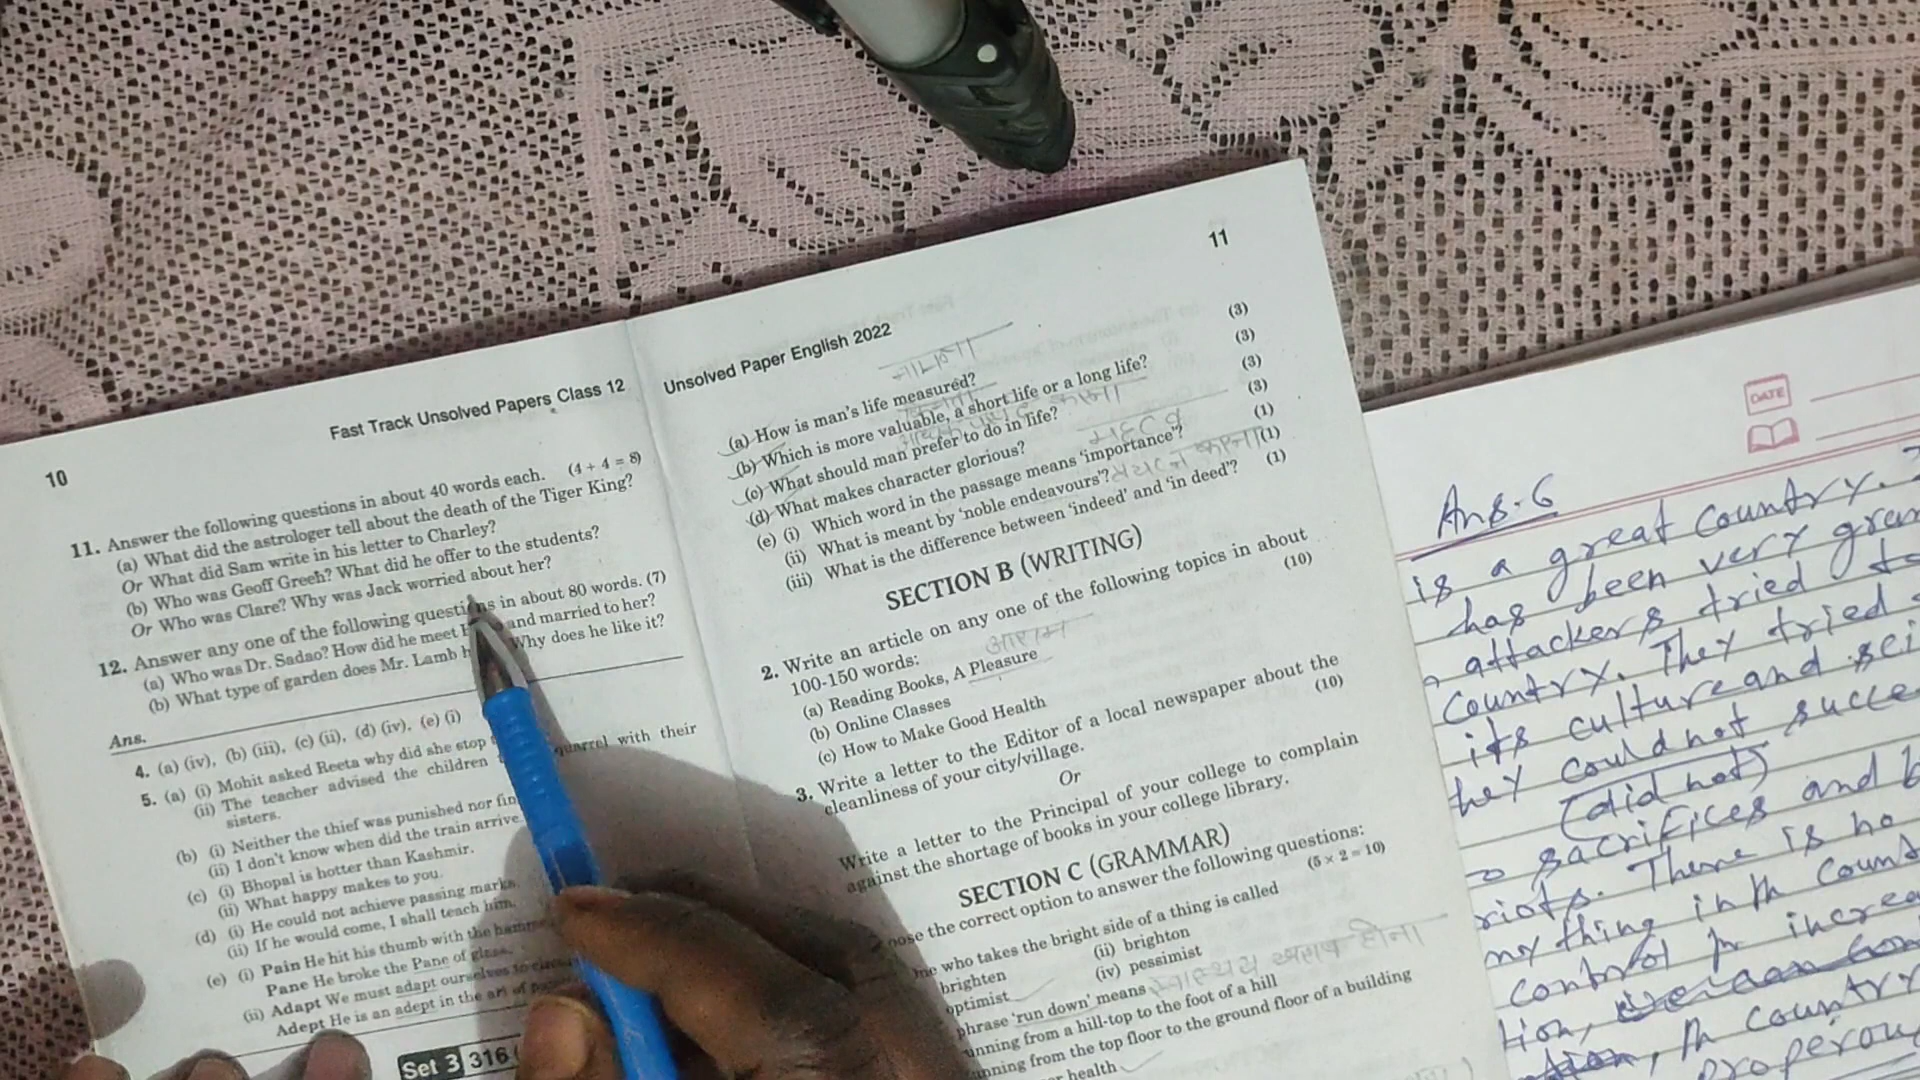 10
Fast Track Unsolved Papers Class 12
11. Answer the following questions in about 40 words each. (4 + 4 = 8)
(a) What did the astrologer tell about the death of the Tiger King?
Or What did Sam write in his letter to Charley?
(b) Who was Geoff Green? What did he offer to the students?
Or Who was Clare? Why was Jack worried about her?
12. Answer any one of the following questions in about 80 words. (7)
(a) Who was Dr. Sadao? How did he meet and married to her?
(b) What type of garden does Mr. Lamb Why does he like it?
Ans.
4. (a) (iv), (b) (iii), (c) (ii), (d) (iv), (e) (i)
5. (a) (i) Mohit asked Reeta why did she stop
(ii) The teacher advised the children quarrel with their
sisters.
(b) (i) Neither the thief was punished nor
(ii) I don't know when did the train arrive.
(c) (i) Bhopal is hotter than Kashmir.
(ii) What happy makes to you.
(d) (i) He could not achieve passing marks.
(ii) If he would come, I shall teach him.
(e) (i) Pain He hit his thumb with the
Pane He broke the Pane of glass.
(ii) Adapt We must adapt ourselves to
Adept He is an adept in the art of
Set 3 316
11
Unsolved Paper English 2022
(a) How is man's life measured? (3)
(b) Which is more valuable, a short life or a long life? (3)
(c) What should man prefer to do in life? (3)
(d) What makes character glorious? (3)
(e) (i) Which word in the passage means 'importance'? (1)
महत्व
(ii) What is meant by 'noble endeavours'? (1)
(iii) What is the difference between 'indeed' and 'in deed'? (1)
SECTION B (WRITING)
2. Write an article on any one of the following topics in about
100-150 words: (10)
आराम
(a) Reading Books, A Pleasure
(b) Online Classes
(c) How to Make Good Health
3. Write a letter to the Editor of a local newspaper about the
cleanliness of your city/village. (10)
Or
Write a letter to the Principal of your college to complain
against the shortage of books in your college library.
SECTION C (GRAMMAR)
the correct option to answer the following questions:
(5 × 2 = 10)
who takes the bright side of a thing is called
brighten (ii) brighton
optimist (iv) pessimist
phrase 'run down' means
from a hill-top to the foot of a hill
from the top floor to the ground floor of a building
health
DATE
Ans-6
is a great country.
has been very
attackers tried to
country. They tried
its culture and
they could not
(did not)
sacrifices and
There is no
thing in the
control in
, in country